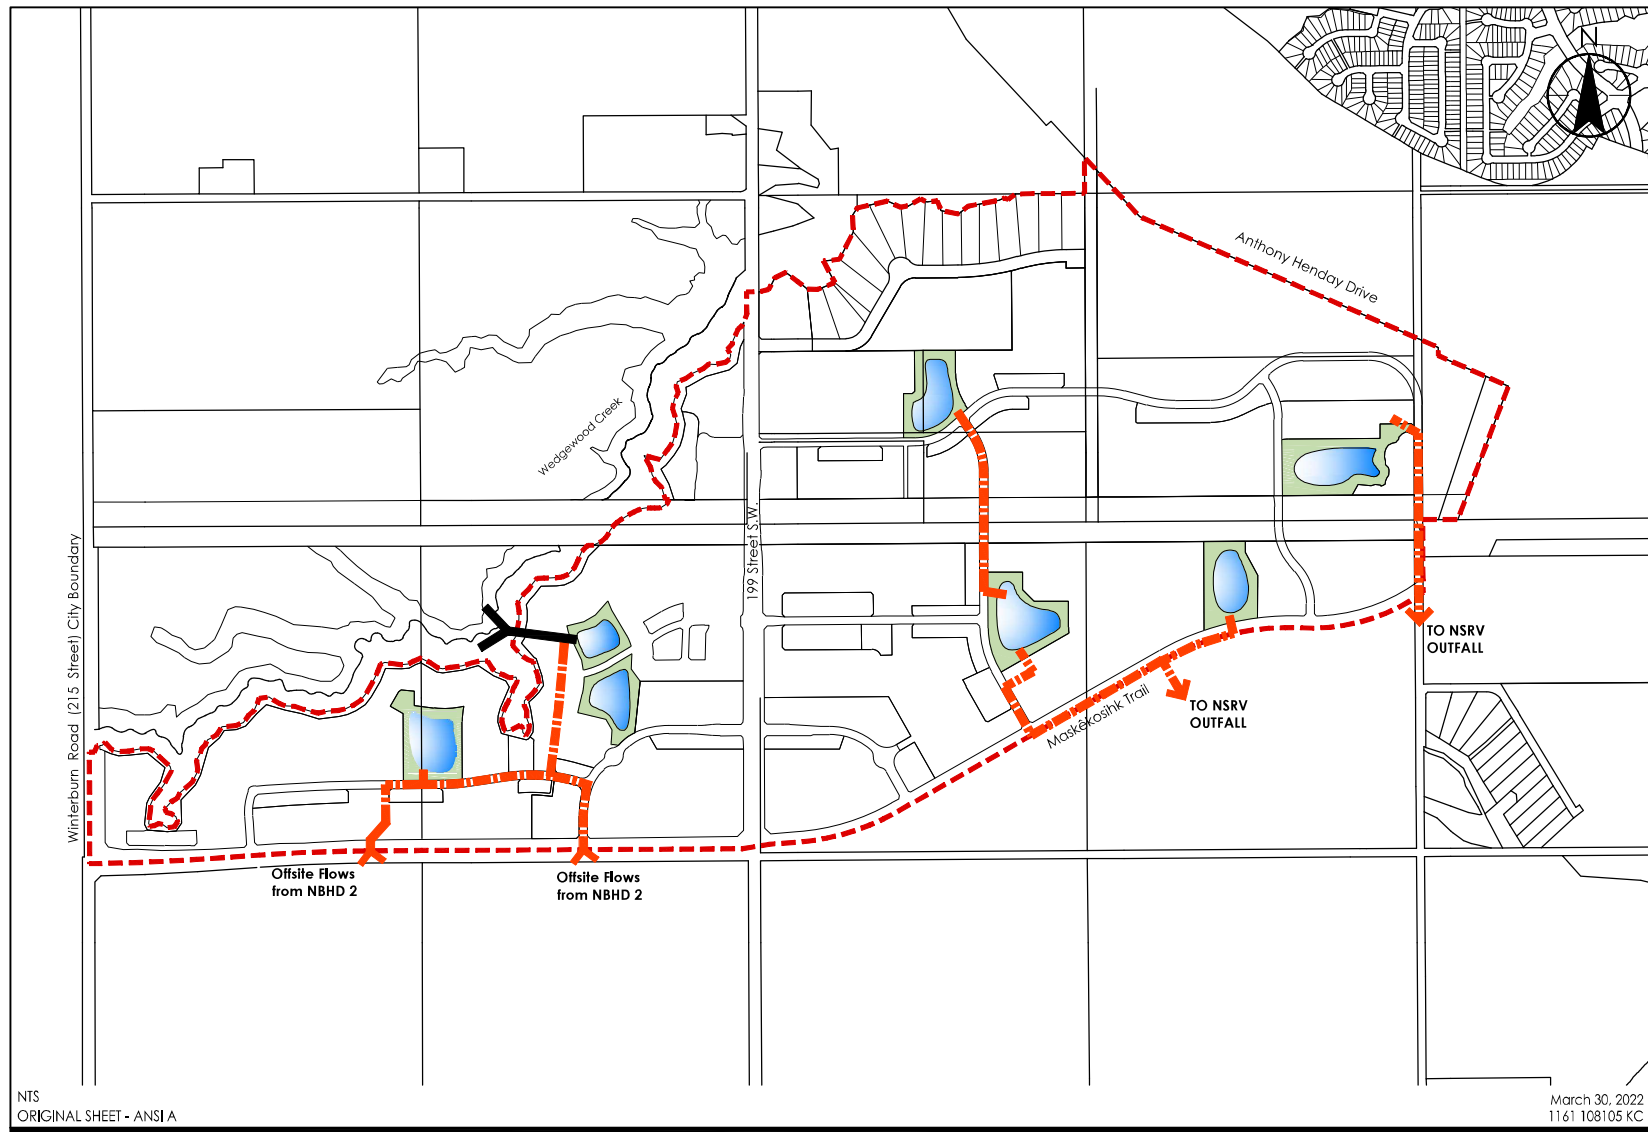 N
Anthony Henday Drive
Wedgewood Creek
199 Street S.W.
Winterburn Road (215 Street) City Boundary
TO NSRV
OUTFALL
TO NSRV
OUTFALL
Maskêkosihk Trail
Offsite Flows
from NBHD 2
Offsite Flows
from NBHD 2
NTS
ORIGINAL SHEET - ANSI A
March 30, 2022
1161 108105 KC